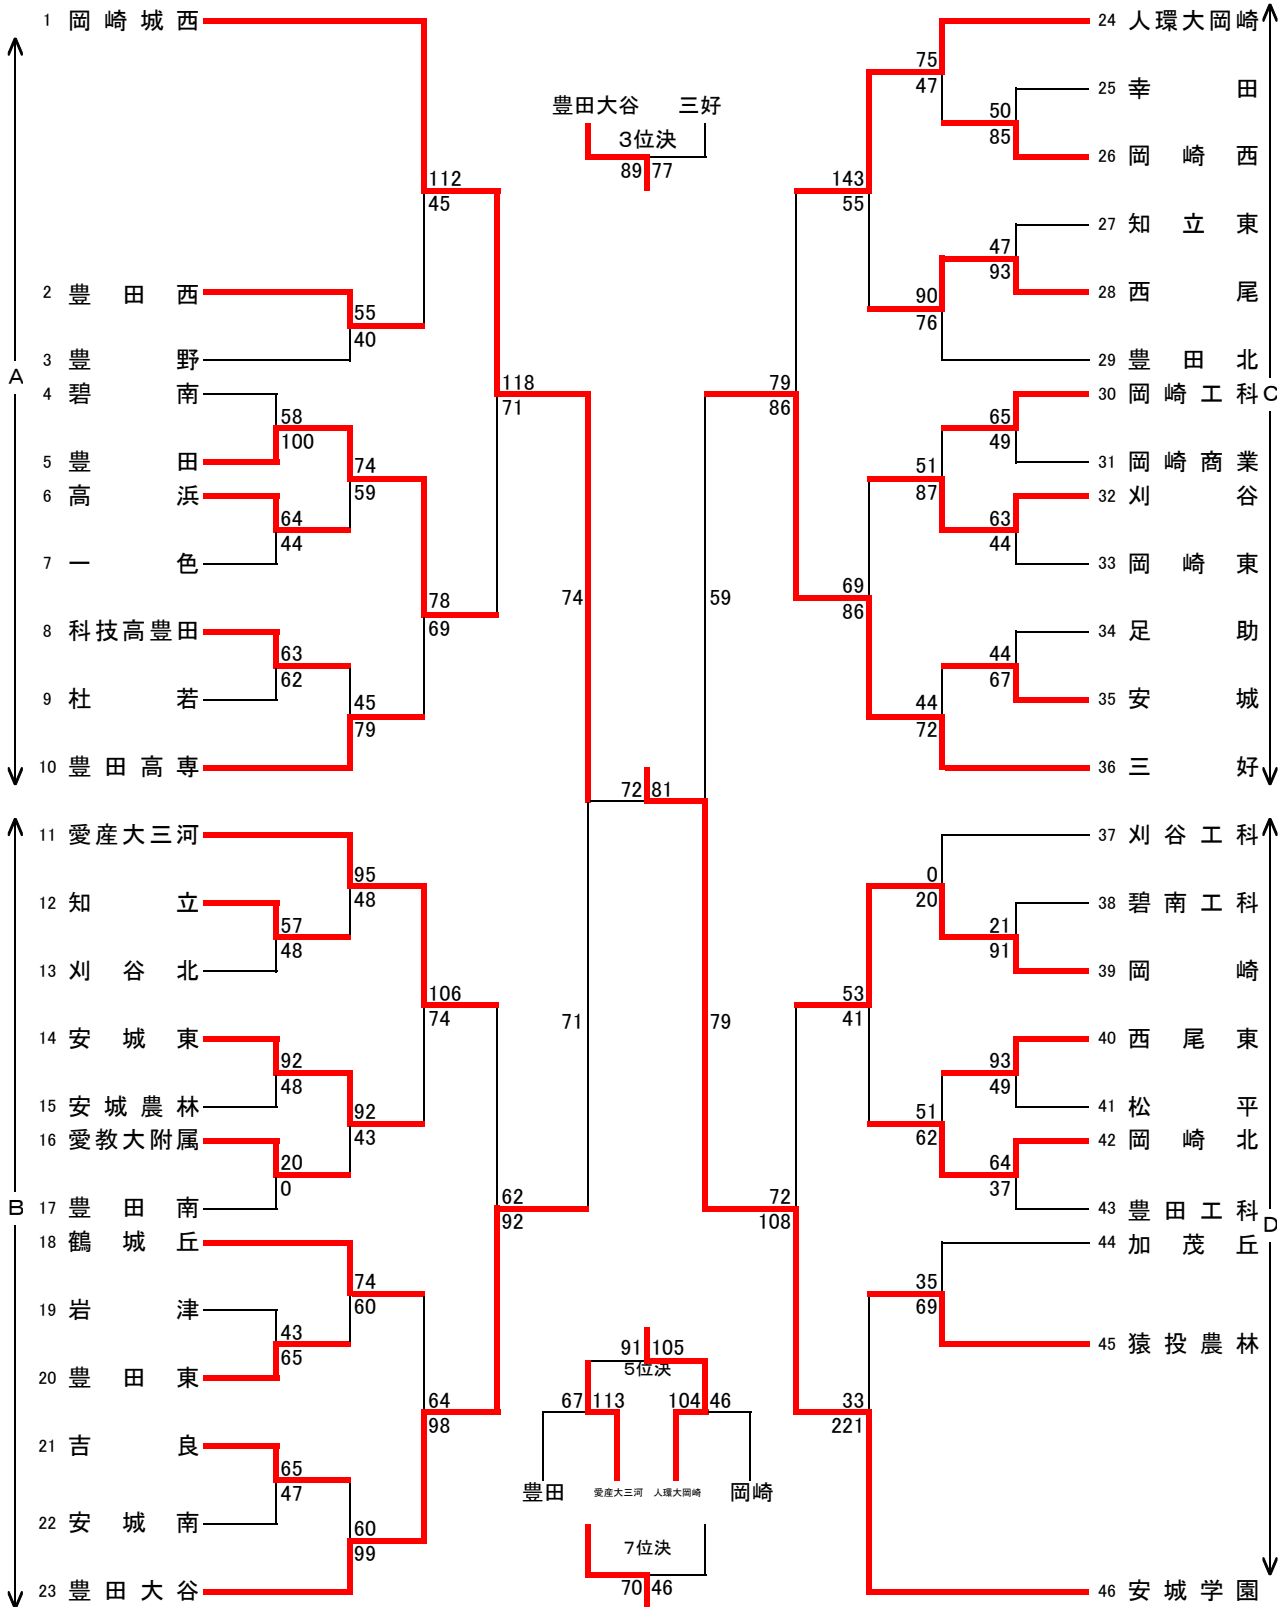 1 岡崎城西
2 豊田西
3 豊野
4 碧南
5 豊田
6 高浜
7 一色
8 科技高豊田
9 杜若
10 豊田高専
A
11 愛産大三河
12 知立
13 刈谷北
14 安城東
15 安城農林
16 愛教大附属
17 豊田南
18 鶴城丘
19 岩津
20 豊田東
21 吉良
22 安城南
23 豊田大谷
B
55
40
58
100
64
44
74
59
63
62
45
79
112
45
78
69
118
71
57
48
95
48
92
48
20
0
92
43
106
74
43
65
74
60
65
47
60
99
64
98
62
92
74
71
豊田大谷 三好
3位決
89 77
72 81
59
79
91 105
5位決
67 113 104 46
豊田 愛産大三河 人環大岡崎 岡崎
7位決
70 46
75
47
50
85
143
55
47
93
90
76
79
86
65
49
51
87
63
44
69
86
44
67
44
72
0
20
21
91
53
41
93
49
51
62
64
37
72
108
35
69
33
221
24 人環大岡崎
25 幸田
26 岡崎西
27 知立東
28 西尾
29 豊田北
30 岡崎工科
31 岡崎商業
32 刈谷
33 岡崎東
34 足助
35 安城
36 三好
C
37 刈谷工科
38 碧南工科
39 岡崎
40 西尾東
41 松平
42 岡崎北
43 豊田工科
44 加茂丘
45 猿投農林
46 安城学園
D